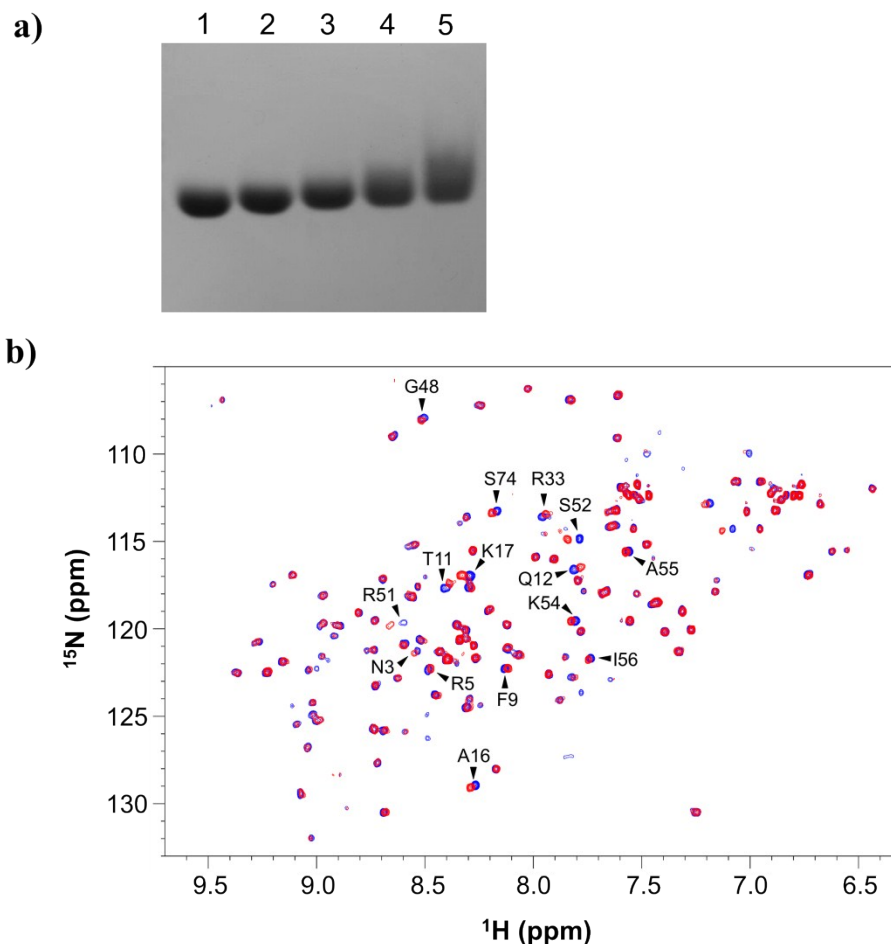 a)
1 2 3 4 5
b)
G48
110
S74 R33
S52
115
T11 K17
R51 Q12 A55
K54
120
N3 R5 F9 I56
125
A16
130
¹⁵N (ppm)
9.5 9.0 8.5 8.0 7.5 7.0 6.5
¹H (ppm)